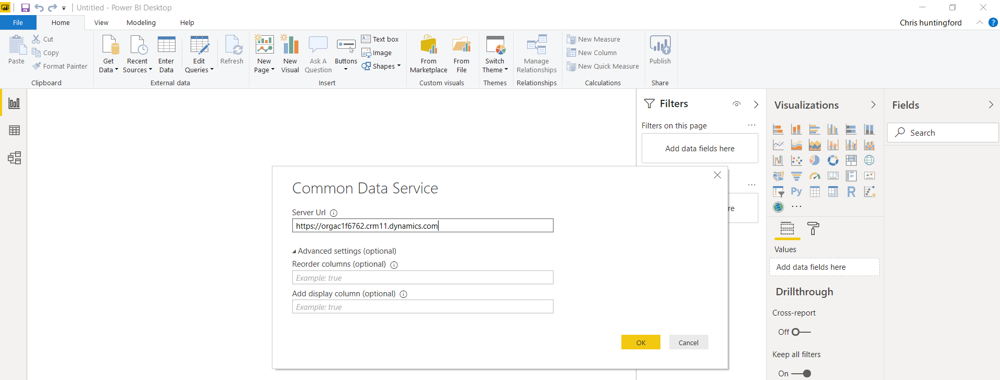 Untitled - Power BI Desktop
File Home View Modeling Help Chris huntingford ?
Paste
Cut
Copy
Format Painter
Clipboard
Get Data
Recent Sources
Enter Data
Edit Queries
Refresh
External data
New Page
New Visual
Ask A Question
Buttons
Text box
Image
Shapes
Insert
From Marketplace
From File
Custom visuals
Switch Theme
Themes
Manage Relationships
Relationships
New Measure
New Column
New Quick Measure
Calculations
Publish
Share
Common Data Service
Server Url
https://orgac1f6762.crm11.dynamics.com
Advanced settings (optional)
Reorder columns (optional)
Example: true
Add display column (optional)
Example: true
OK Cancel
Filters
Filters on this page ...
Add data fields here
...
re
Visualizations
123
Py R
...
Values
Add data fields here
Drillthrough
Cross-report
Off
Keep all filters
On
Fields
Search